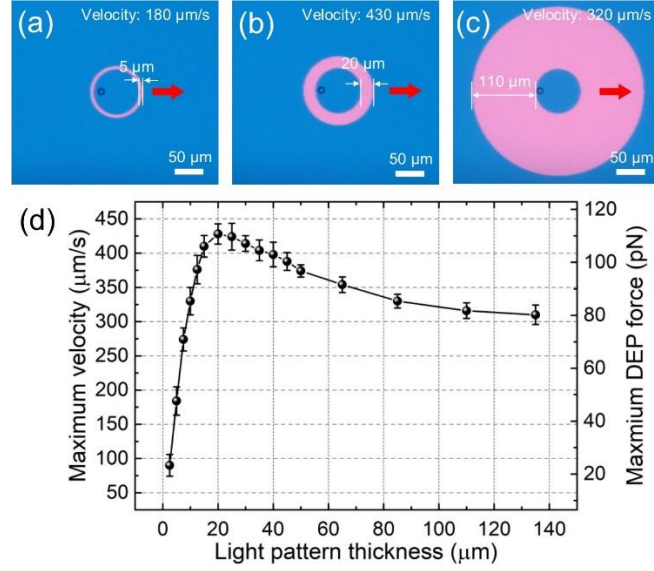 (a) Velocity: 180 μm/s
5 μm
50 μm
(b) Velocity: 430 μm/s
20 μm
50 μm
(c) Velocity: 320 μm/s
110 μm
50 μm
(d)
Maximum velocity (μm/s)
450
400
350
300
250
200
150
100
50
120
100
80
60
40
20
Maxmium DEP force (pN)
0 20 40 60 80 100 120 140
Light pattern thickness (μm)